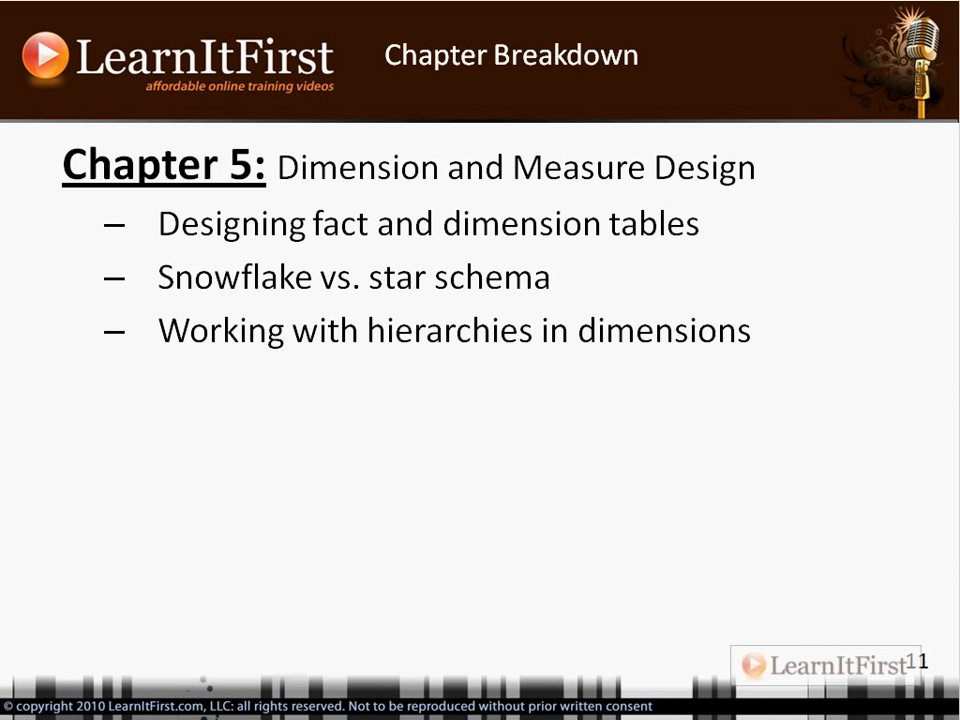 LearnItFirst
affordable online training videos
Chapter Breakdown
Chapter 5: Dimension and Measure Design
– Designing fact and dimension tables
– Snowflake vs. star schema
– Working with hierarchies in dimensions
LearnItFirst
11
© copyright 2010 LearnItFirst.com, LLC: all rights reserved. Not to be reproduced without prior written consent